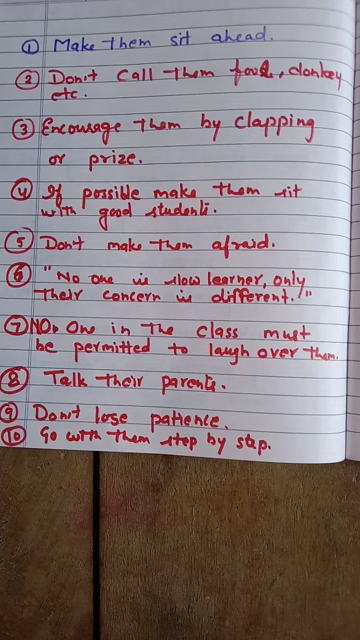 ① Make them sit ahead.
② Don't call them fool, donkey
etc.
③ Encourage them by clapping
or prize.
④ If possible make them sit
with good students.
⑤ Don't make them afraid.
⑥ "No one is slow learner, only
their concern is different."
⑦ NO. One in the class must
be permitted to laugh over them.
⑧ Talk their parents.
⑨ Don't lose patience.
⑩ Go with them step by step.